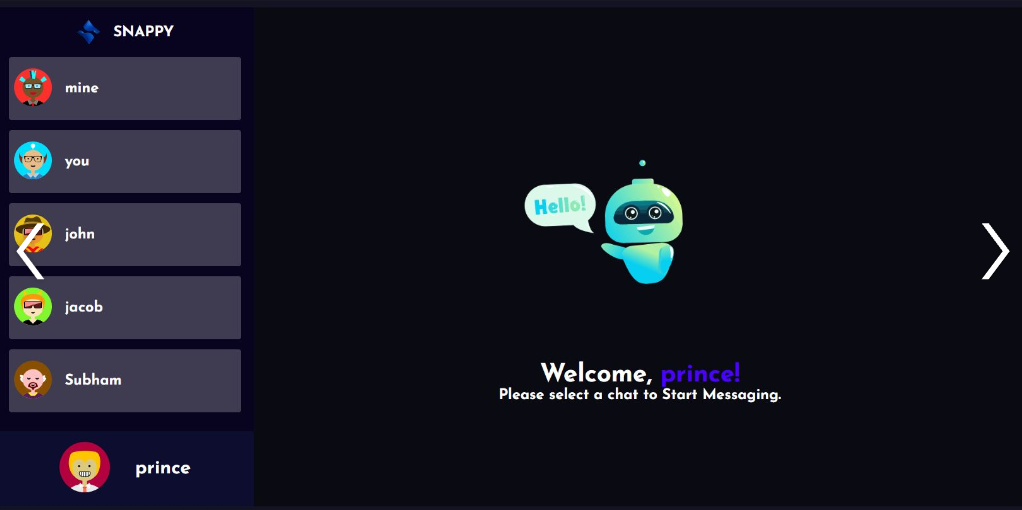 SNAPPY
mine
you
john
jacob
Subham
prince
Hello!
Welcome, prince!
Please select a chat to Start Messaging.